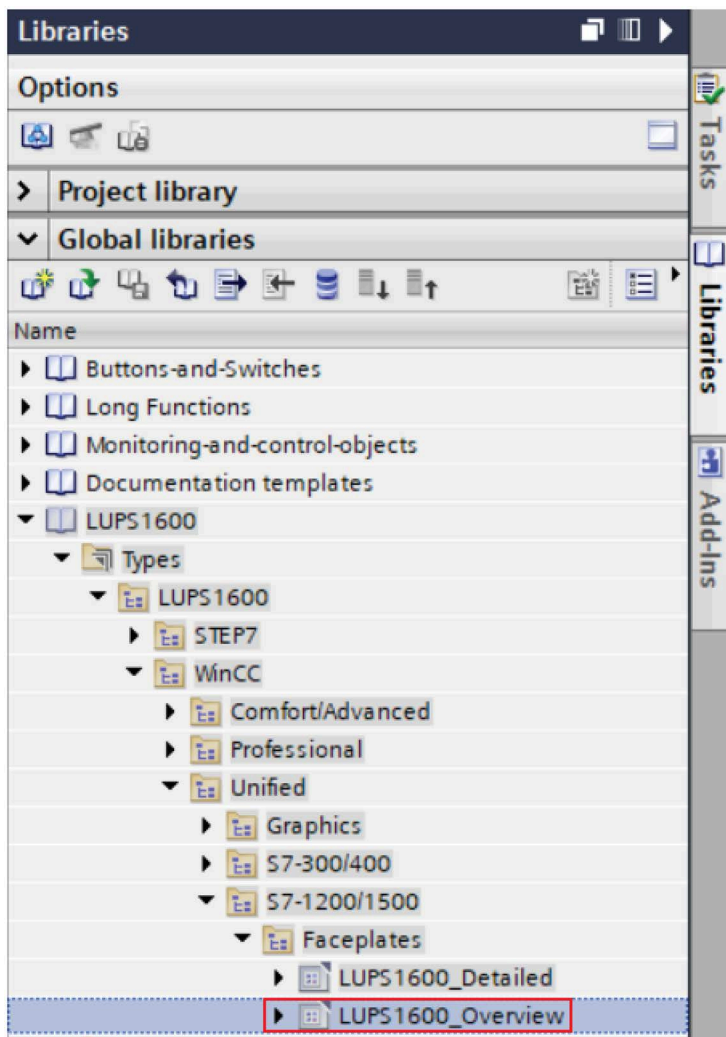 Libraries
Options
Project library
Global libraries
Name
Buttons-and-Switches
Long Functions
Monitoring-and-control-objects
Documentation templates
LUPS1600
Types
LUPS1600
STEP7
WinCC
Comfort/Advanced
Professional
Unified
Graphics
S7-300/400
S7-1200/1500
Faceplates
LUPS1600_Detailed
LUPS1600_Overview
Tasks
Libraries
Add-Ins